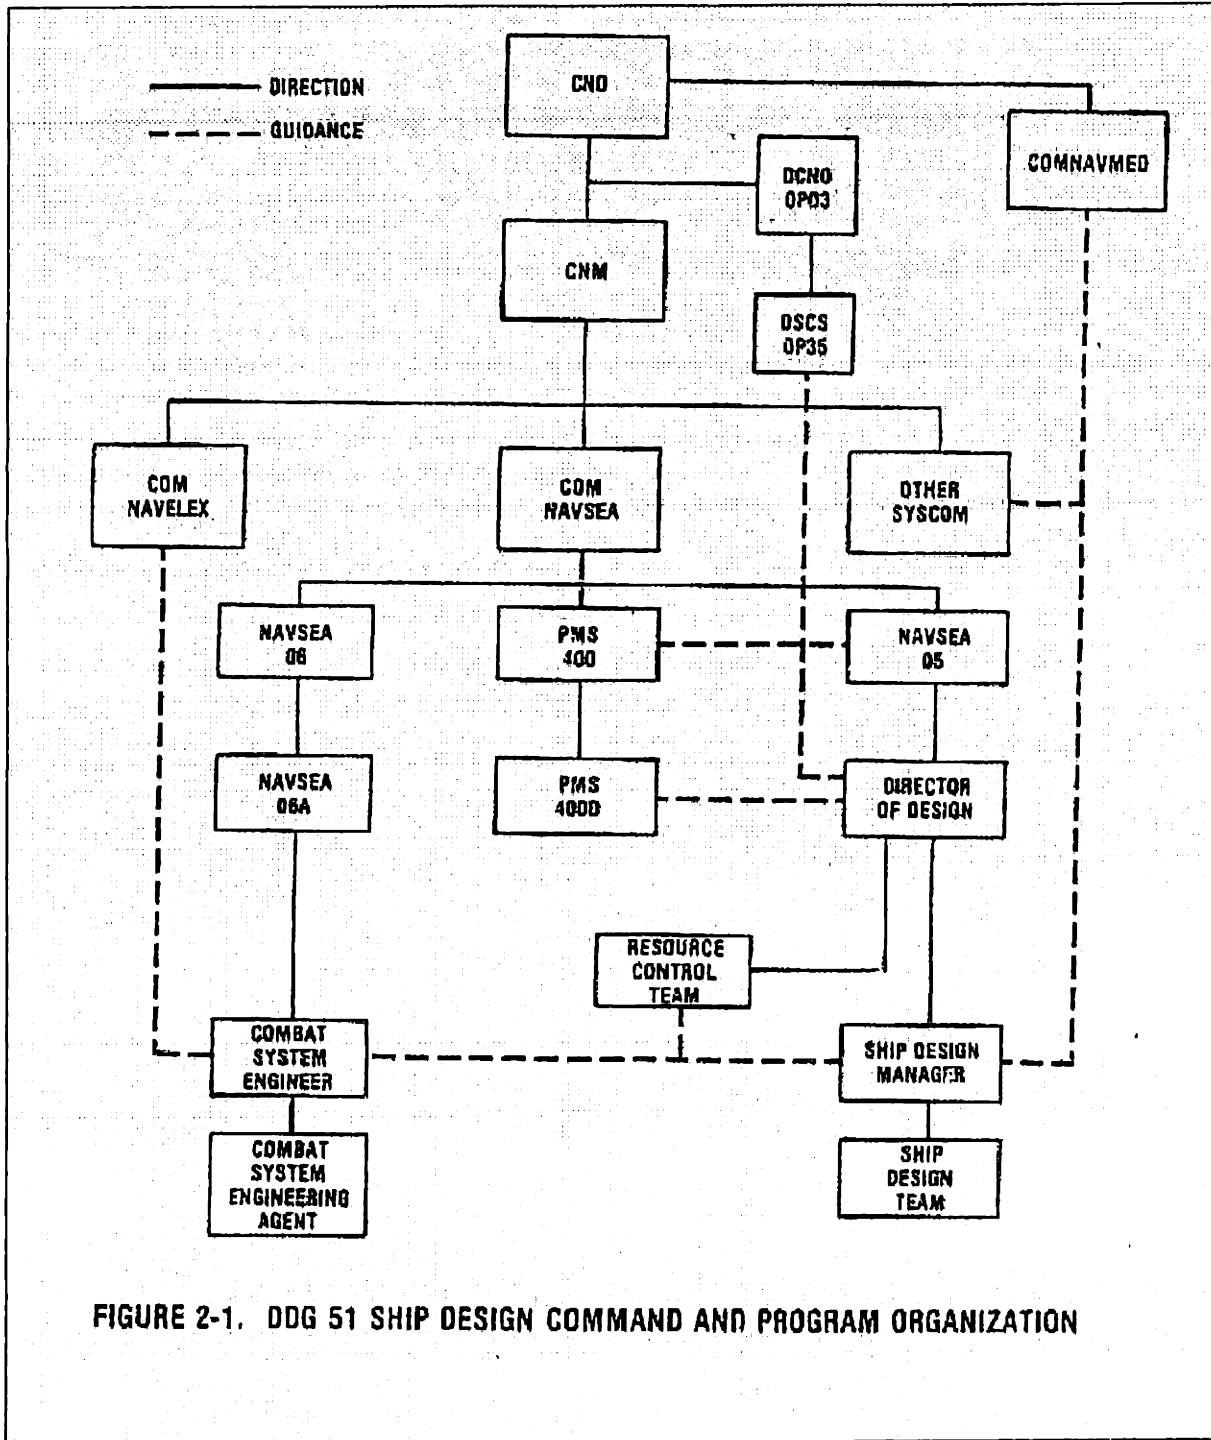 DIRECTION
GUIDANCE
CNO
COMNAVMED
DCNO
OP03
CNM
DSCS
OP35
COM
NAVELEX
COM
NAVSEA
OTHER
SYSCOM
NAVSEA
06
PMS
400
NAVSEA
05
NAVSEA
06A
PMS
400D
DIRECTOR
OF DESIGN
RESOURCE
CONTROL
TEAM
COMBAT
SYSTEM
ENGINEER
SHIP DESIGN
MANAGER
COMBAT
SYSTEM
ENGINEERING
AGENT
SHIP
DESIGN
TEAM
FIGURE 2-1. DDG 51 SHIP DESIGN COMMAND AND PROGRAM ORGANIZATION